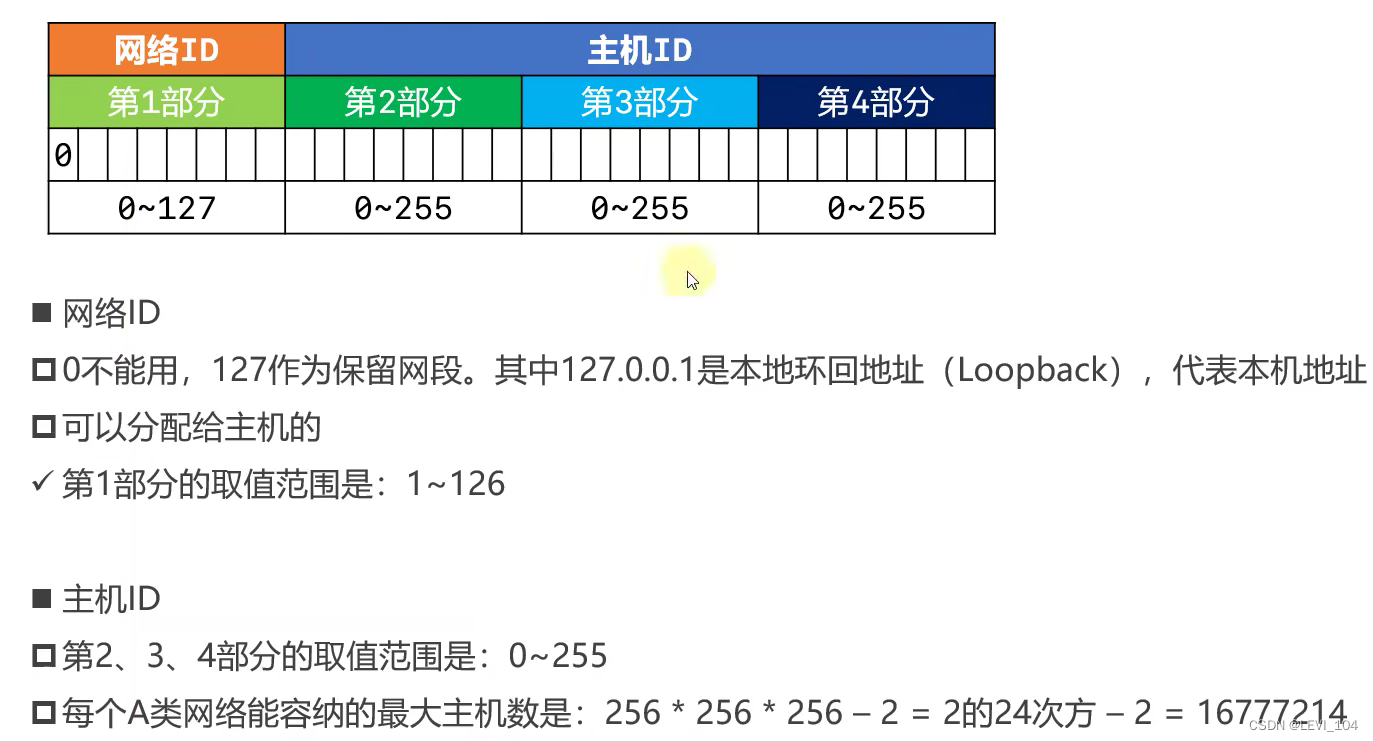 网络ID 主机ID
第1部分 第2部分 第3部分 第4部分
0
0~127 0~255 0~255 0~255
■ 网络ID
0不能用，127作为保留网段。其中127.0.0.1是本地环回地址（Loopback），代表本机地址
可以分配给主机的
✓ 第1部分的取值范围是：1~126
■ 主机ID
第2、3、4部分的取值范围是：0~255
每个A类网络能容纳的最大主机数是：256 * 256 * 256 – 2 = 2的24次方 – 2 = 16777214
CSDN @LEVI_104